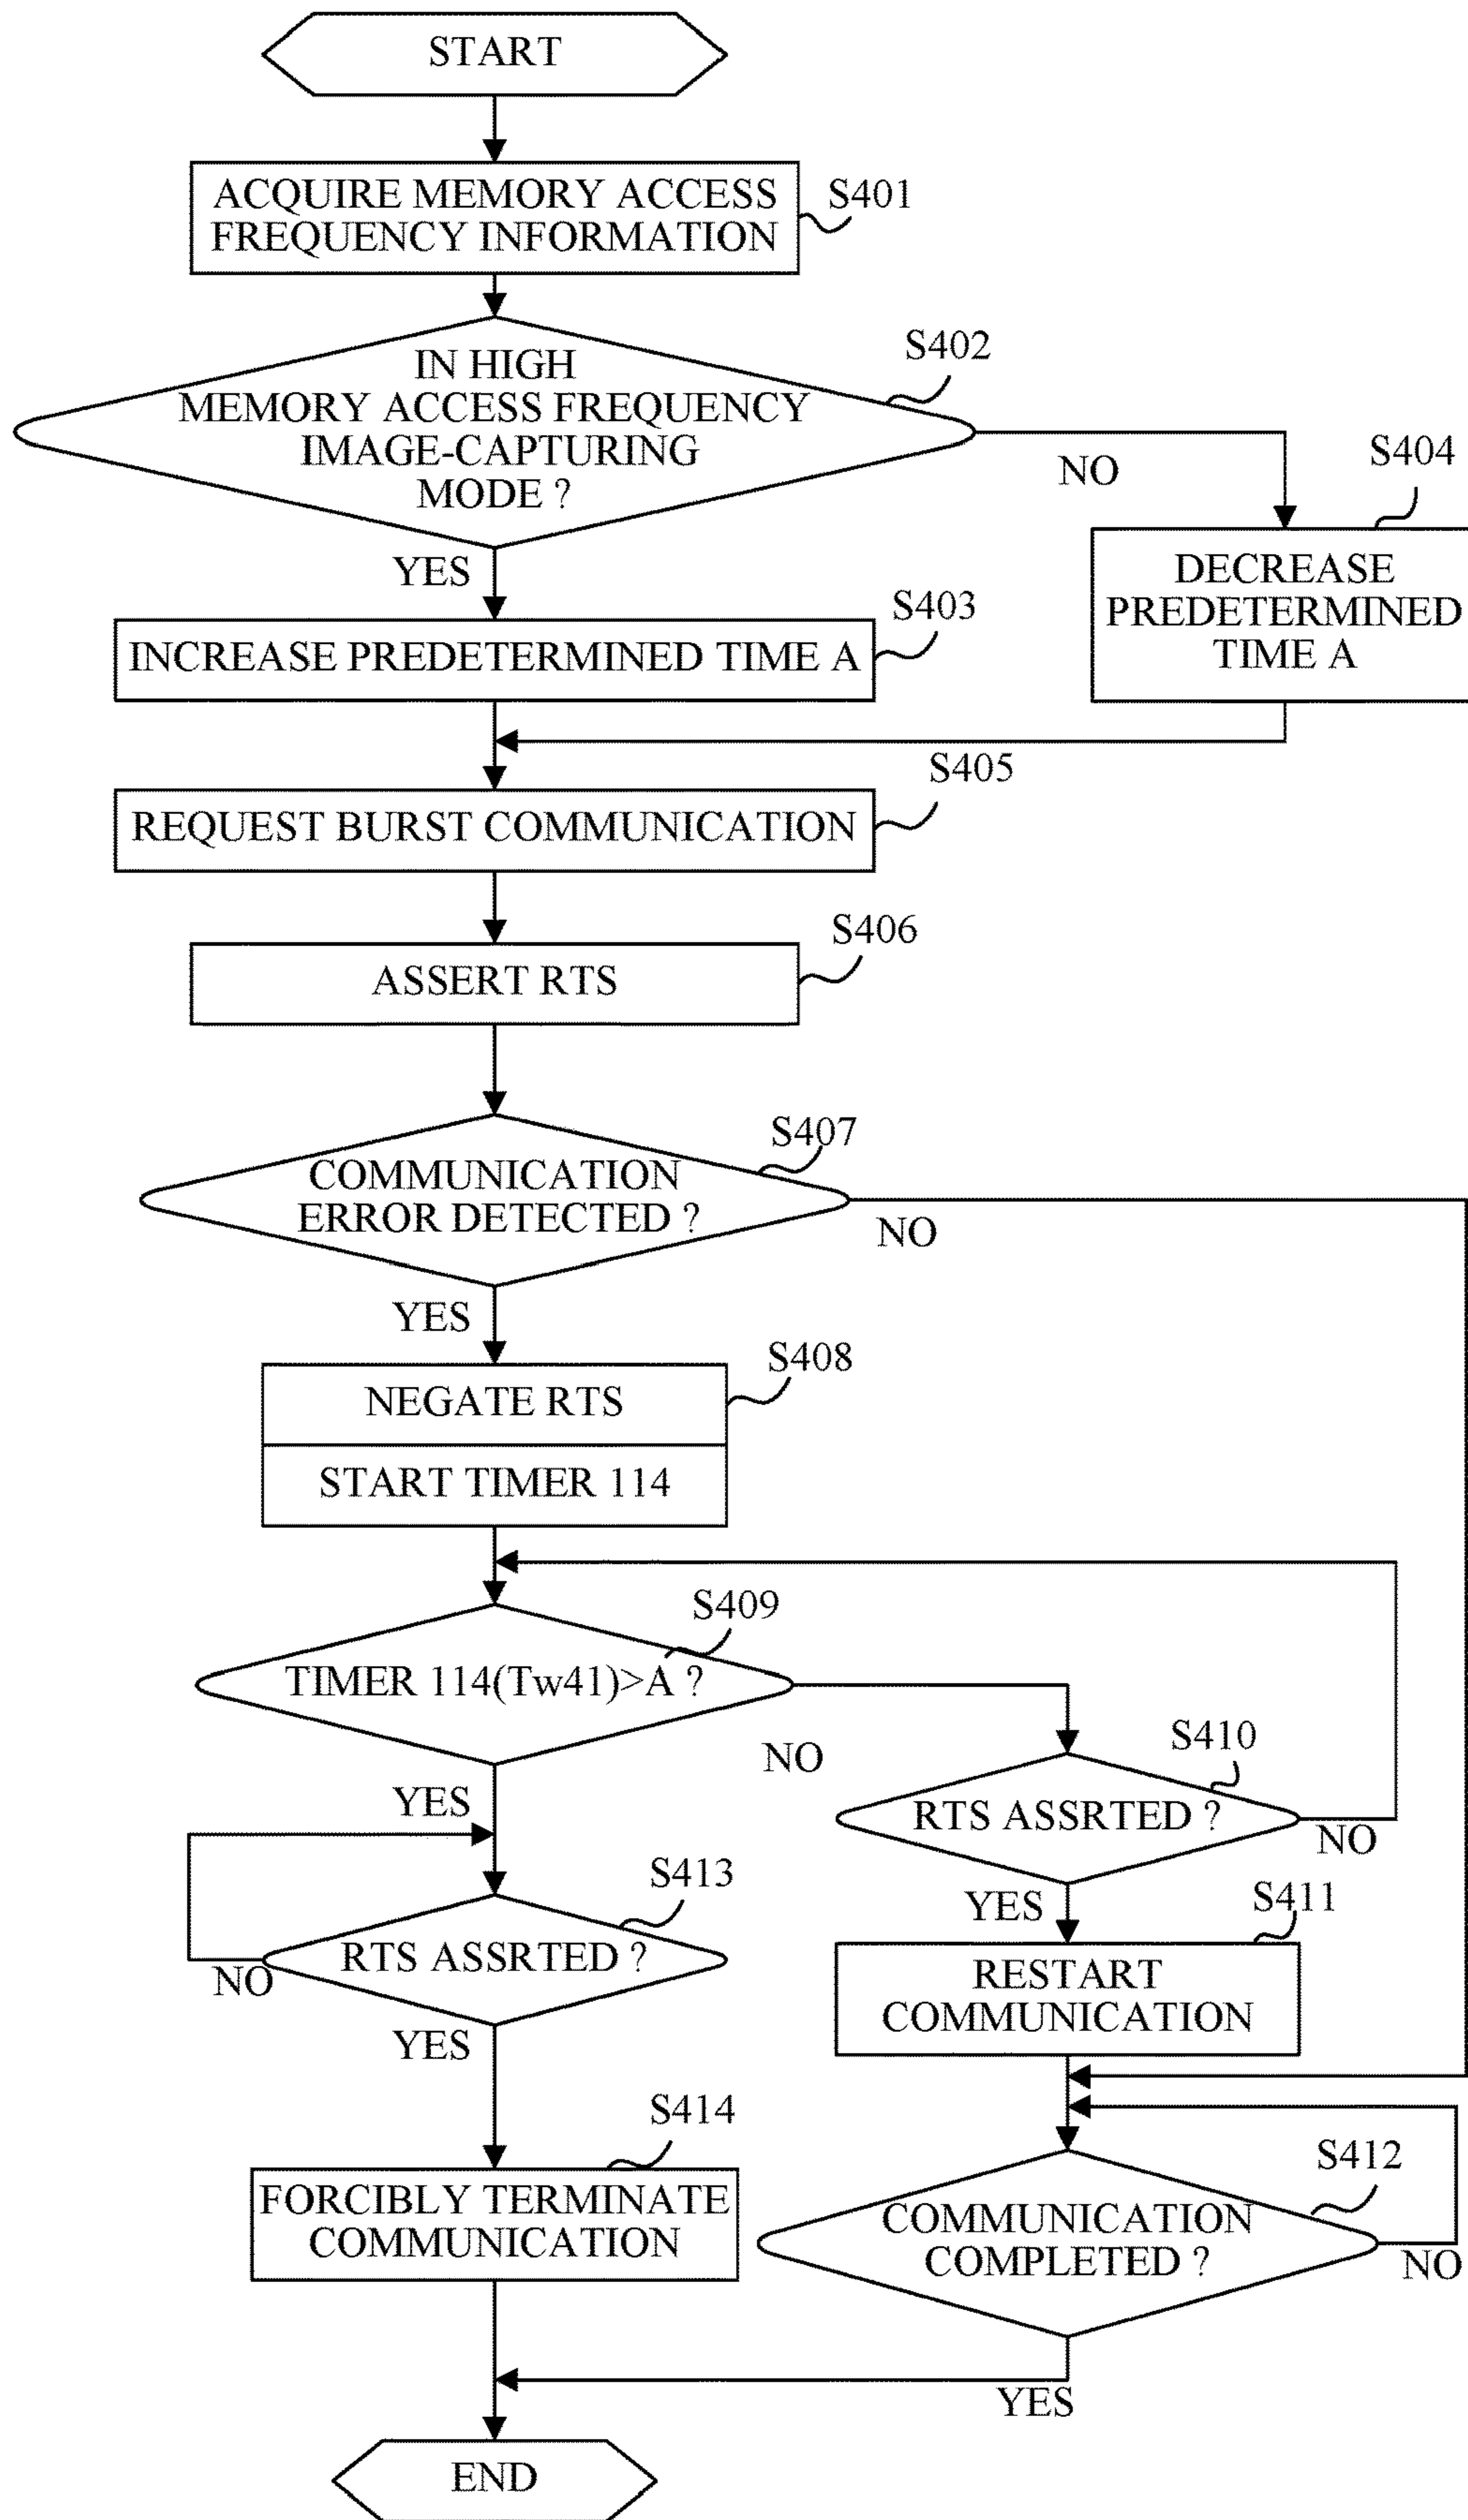 START
ACQUIRE MEMORY ACCESS
FREQUENCY INFORMATION
S401
IN HIGH
MEMORY ACCESS FREQUENCY
IMAGE-CAPTURING
MODE ?
S402
NO
S404
YES
DECREASE
PREDETERMINED
TIME A
S403
INCREASE PREDETERMINED TIME A
S405
REQUEST BURST COMMUNICATION
S406
ASSERT RTS
S407
COMMUNICATION
ERROR DETECTED ?
NO
YES
S408
NEGATE RTS
START TIMER 114
S409
TIMER 114(Tw41)>A ?
NO
S410
YES
RTS ASSRTED ?
NO
S413
YES
S411
RTS ASSRTED ?
NO
RESTART
COMMUNICATION
YES
S414
S412
FORCIBLY TERMINATE
COMMUNICATION
COMMUNICATION
COMPLETED ?
NO
YES
END